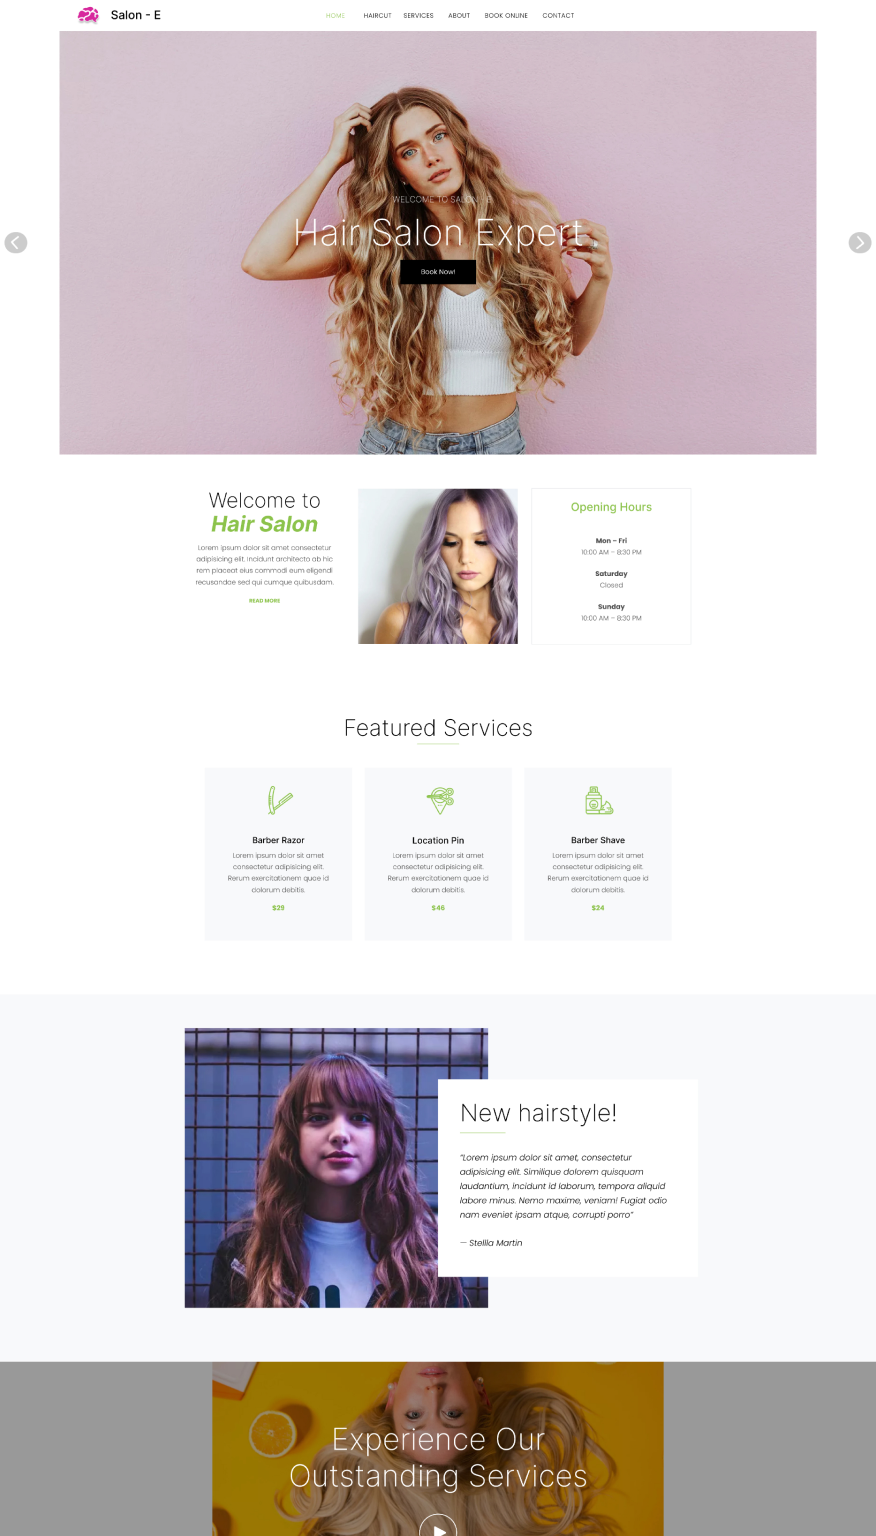 Salon - E
HOME HAIRCUT SERVICES ABOUT BOOK ONLINE CONTACT
WELCOME TO SALON - E
Hair Salon Expert
Book Now!
Welcome to
Hair Salon
Lorem ipsum dolor sit amet consectetur
adipisicing elit. Incidunt architecto ab hic
rem placeat eius commodi eum eligendi
recusandae sed qui cumque quibusdam.
READ MORE
Opening Hours
Mon – Fri
10:00 AM – 8:30 PM
Saturday
Closed
Sunday
10:00 AM – 8:30 PM
Featured Services
Barber Razor
Lorem ipsum dolor sit amet
consectetur adipisicing elit.
Rerum exercitationem quae id
dolorum debitis.
$29
Location Pin
Lorem ipsum dolor sit amet
consectetur adipisicing elit.
Rerum exercitationem quae id
dolorum debitis.
$46
Barber Shave
Lorem ipsum dolor sit amet
consectetur adipisicing elit.
Rerum exercitationem quae id
dolorum debitis.
$24
New hairstyle!
“Lorem ipsum dolor sit amet, consectetur
adipisicing elit. Similique dolorem quisquam
laudantium, incidunt id laborum, tempora aliquid
labore minus. Nemo maxime, veniam! Fugiat odio
nam eveniet ipsam atque, corrupti porro”
— Stellla Martin
Experience Our
Outstanding Services